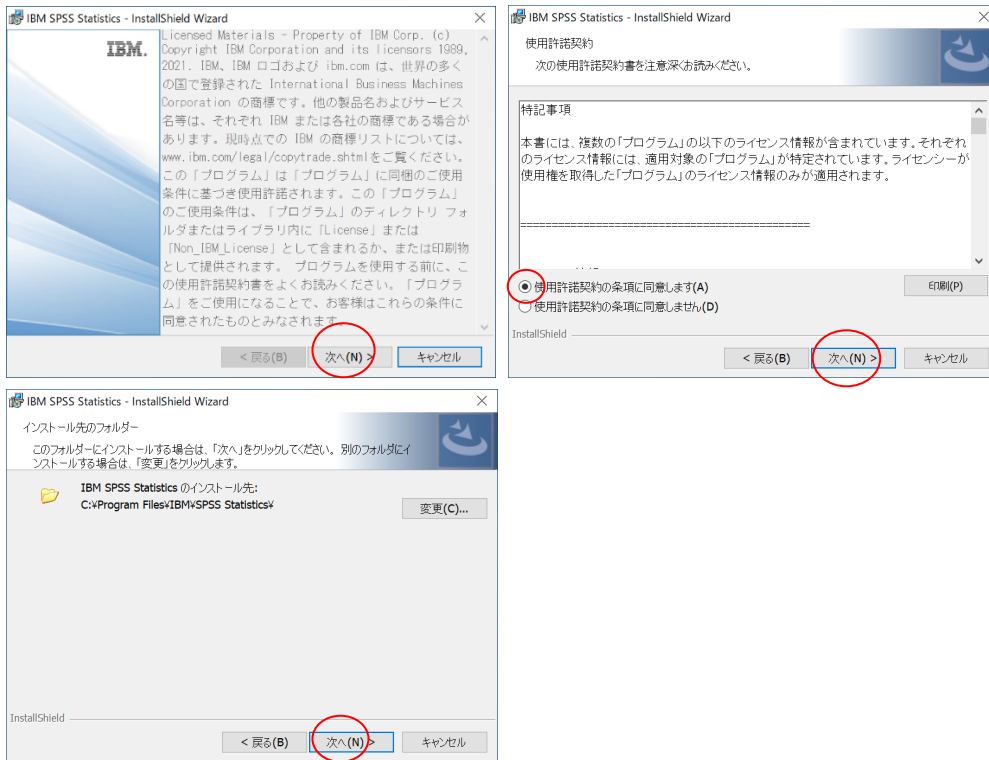 IBM SPSS Statistics - InstallShield Wizard
IBM.
Licensed Materials - Property of IBM Corp. (c)
Copyright IBM Corporation and its licensors 1989,
2021. IBM、IBM ロゴおよび ibm.com は、世界の多く
の国で登録された International Business Machines
Corporation の商標です。他の製品名およびサービス
名等は、それぞれ IBM または各社の商標である場合が
あります。現時点での IBM の商標リストについては、
www.ibm.com/legal/copytrade.shtmlをご覧ください。
この「プログラム」は「プログラム」に同梱のご使用
条件に基づき使用許諾されます。この「プログラム」
のご使用条件は、「プログラム」のディレクトリ フォ
ルダまたはライブラリ内に「License」または
「Non_IBM_License」として含まれるか、または印刷物
として提供されます。 プログラムを使用する前に、こ
の使用許諾契約書をよくお読みください。「プログラ
ム」をご使用になることで、お客様はこれらの条件に
同意されたものとみなされます。
< 戻る(B) 次へ(N) > キャンセル
IBM SPSS Statistics - InstallShield Wizard
使用許諾契約
次の使用許諾契約書を注意深くお読みください。
特記事項
本書には、複数の「プログラム」の以下のライセンス情報が含まれています。それぞれ
のライセンス情報には、適用対象の「プログラム」が特定されています。ライセンシーが
使用権を取得した「プログラム」のライセンス情報のみが適用されます。
==============================================
使用許諾契約の条項に同意します(A)
印刷(P)
使用許諾契約の条項に同意しません(D)
InstallShield
< 戻る(B) 次へ(N) > キャンセル
IBM SPSS Statistics - InstallShield Wizard
インストール先のフォルダー
このフォルダーにインストールする場合は、「次へ」をクリックしてください。別のフォルダにイ
ンストールする場合は、「変更」をクリックします。
IBM SPSS Statistics のインストール先:
C:¥Program Files¥IBM¥SPSS Statistics¥
変更(C)...
InstallShield
< 戻る(B) 次へ(N) > キャンセル